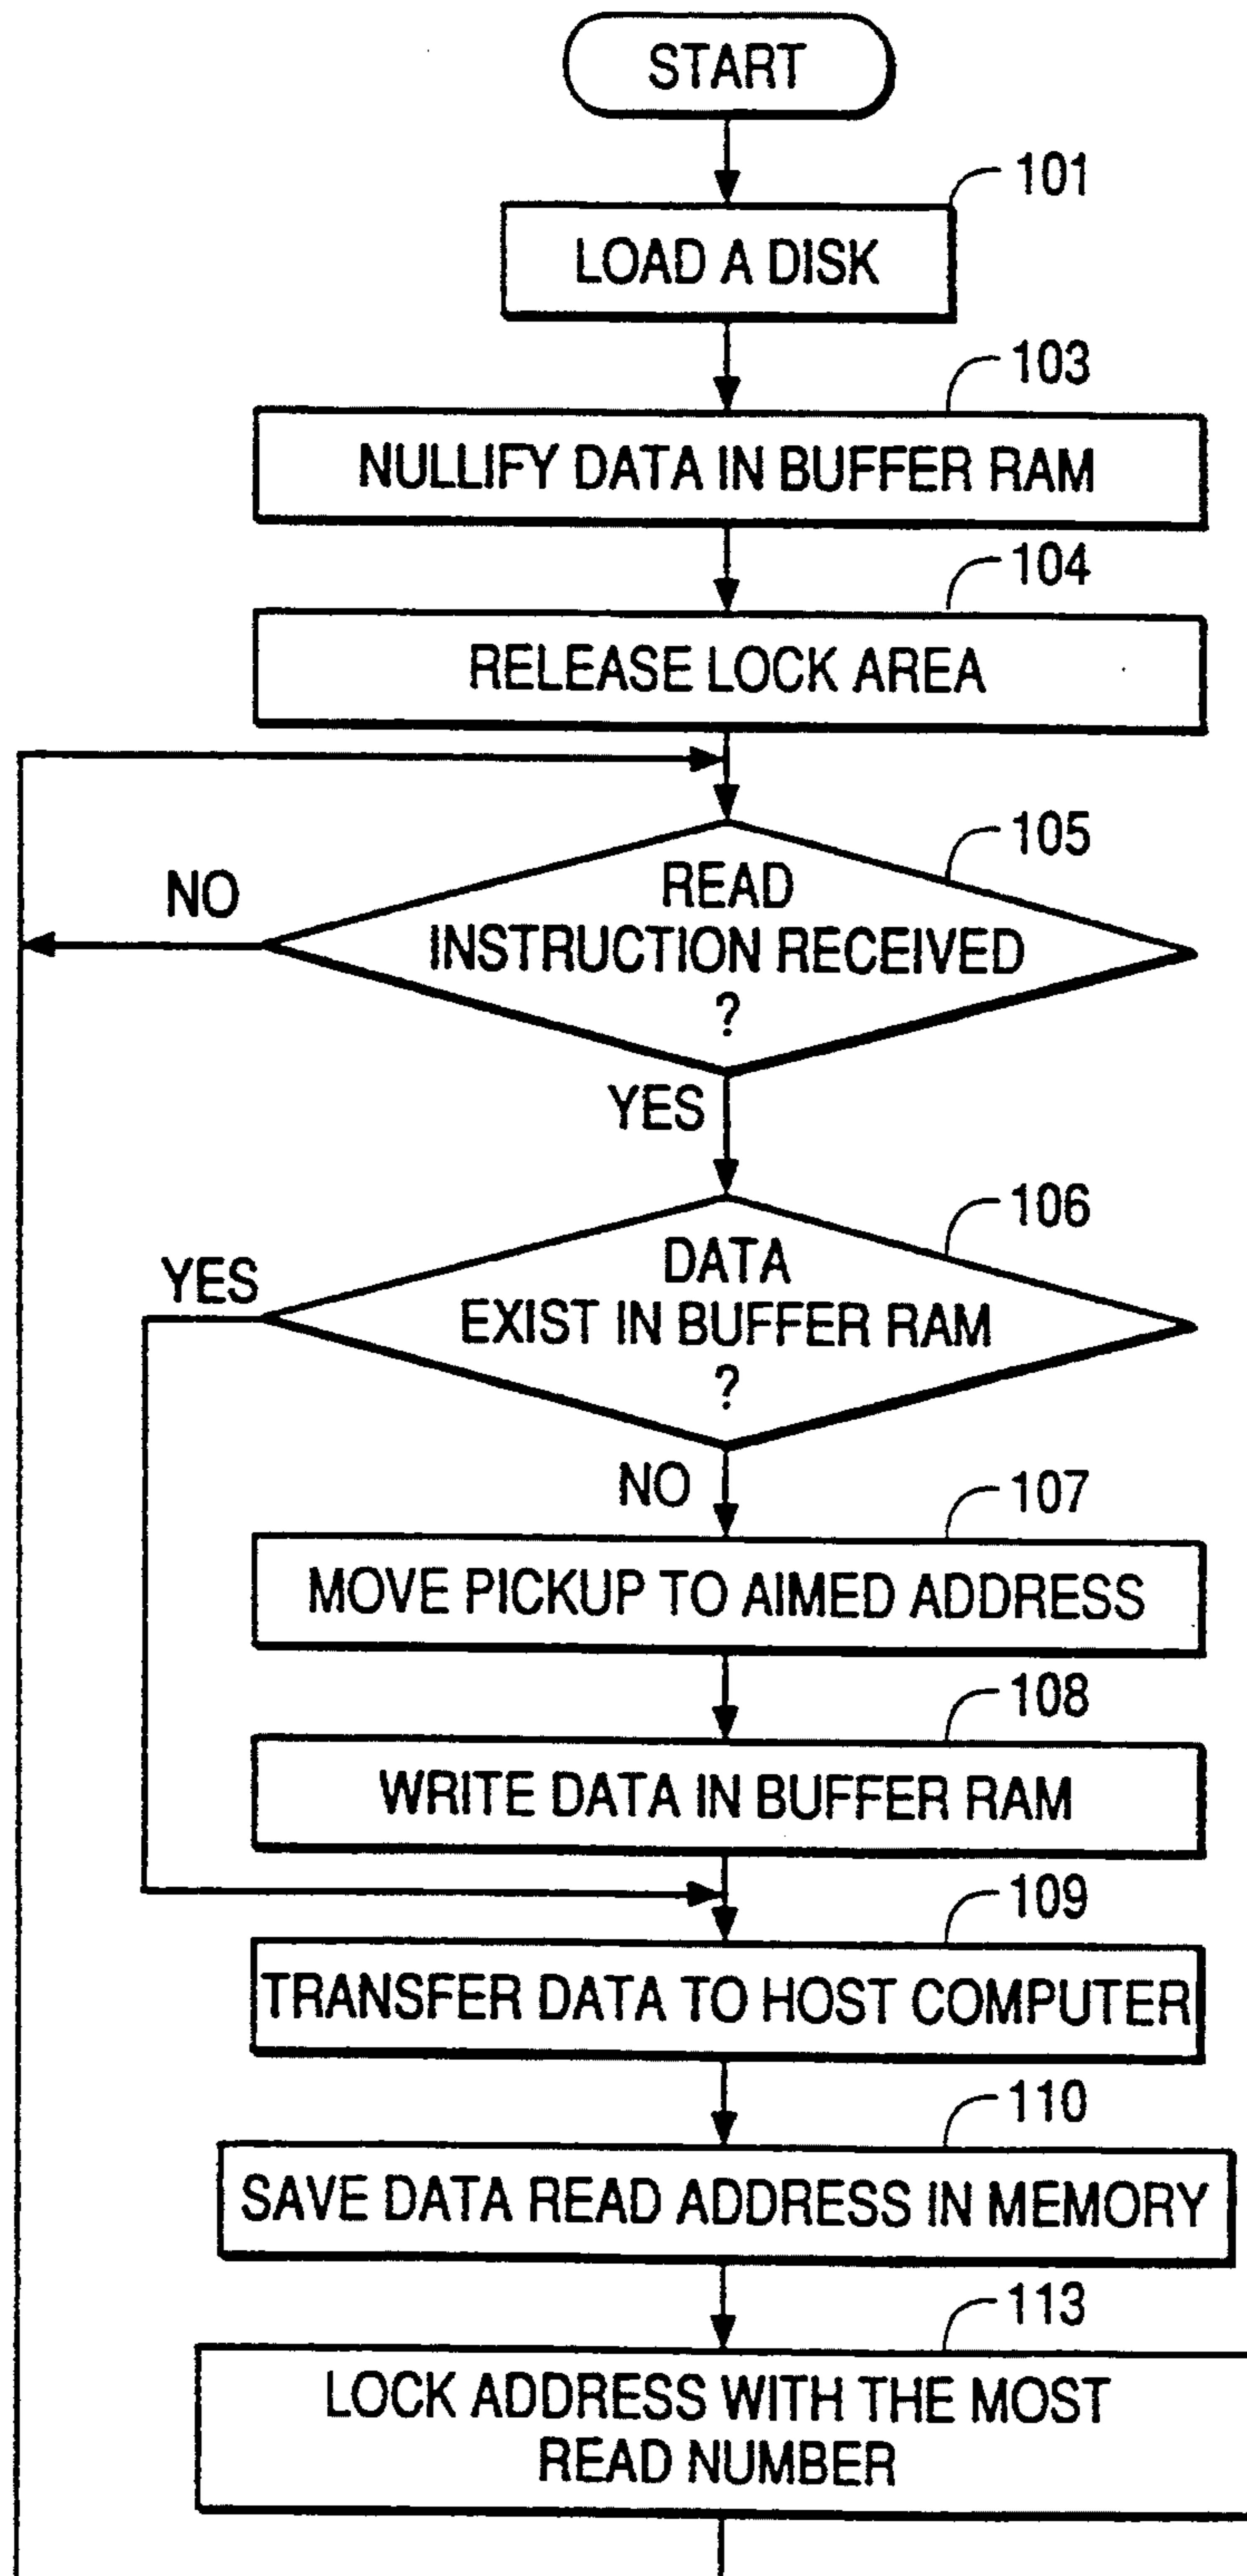 START
101
LOAD A DISK
103
NULLIFY DATA IN BUFFER RAM
104
RELEASE LOCK AREA
105
NO
READ
INSTRUCTION RECEIVED
?
YES
106
YES
DATA
EXIST IN BUFFER RAM
?
NO
107
MOVE PICKUP TO AIMED ADDRESS
108
WRITE DATA IN BUFFER RAM
109
TRANSFER DATA TO HOST COMPUTER
110
SAVE DATA READ ADDRESS IN MEMORY
113
LOCK ADDRESS WITH THE MOST
READ NUMBER